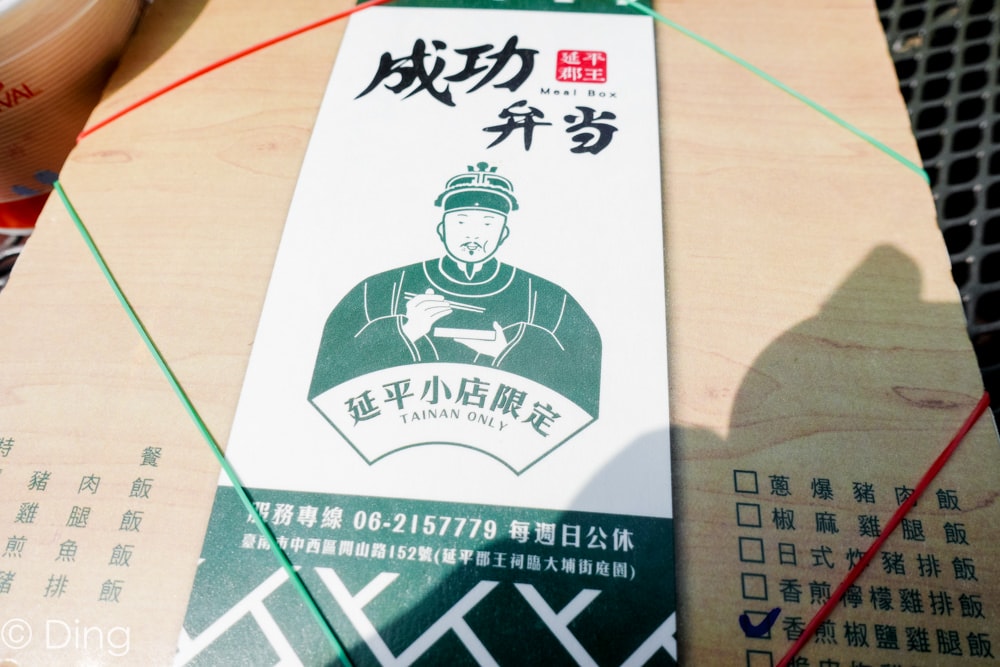 成功
延平
郡王
Meal Box
弁当
延平小店限定
TAINAN ONLY
服務專線 06-2157779 每週日公休
臺南市中西區開山路152號(延平郡王祠臨大埔街庭園)
特 餐
豬肉飯
雞腿飯
煎魚飯
豬排飯
□蔥爆豬肉飯
□椒麻雞腿飯
□日式炸豬排飯
□香煎檸檬雞排飯
☑香煎椒鹽雞腿飯
© Ding